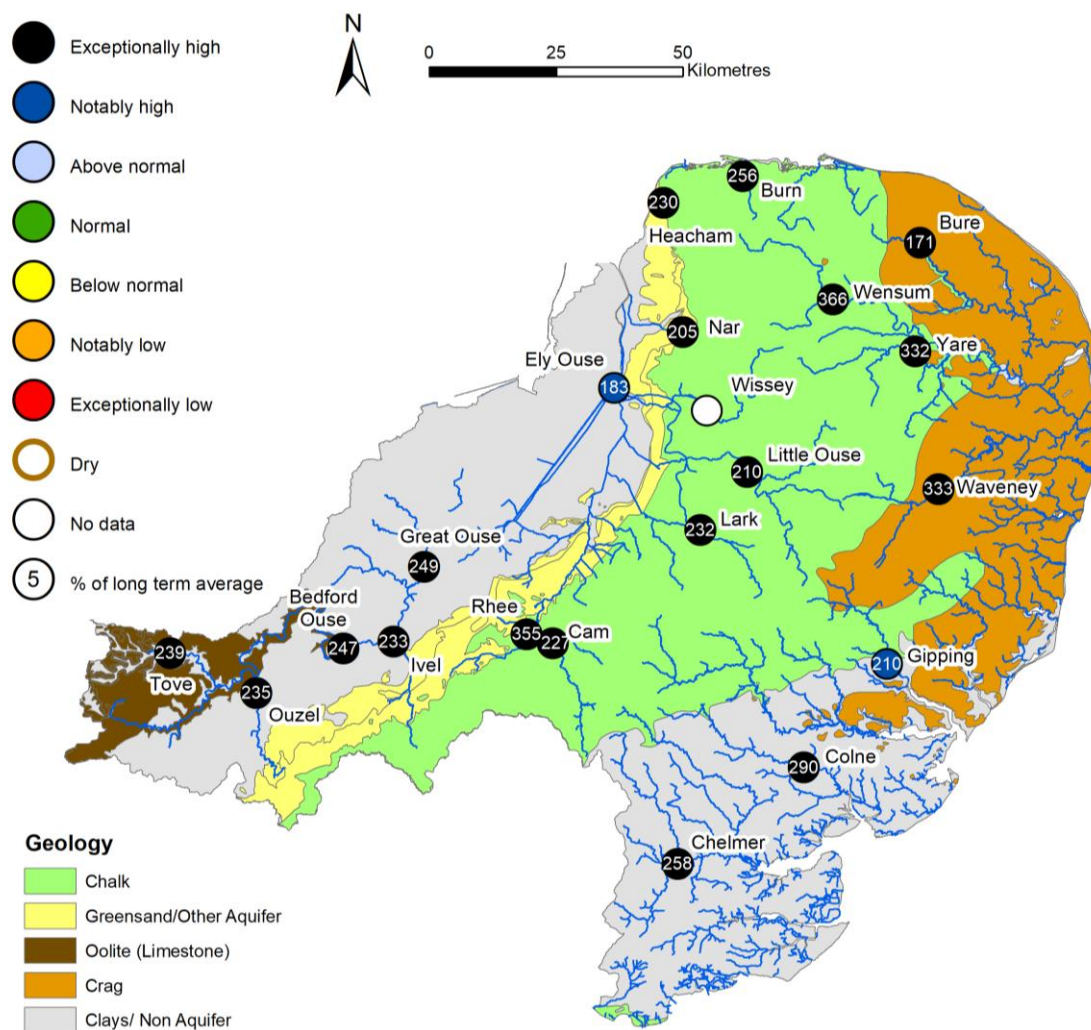 Exceptionally high
Notably high
Above normal
Normal
Below normal
Notably low
Exceptionally low
Dry
No data
5 % of long term average
N
0 25 50
Kilometres
256
Burn
230
Heacham
Bure
171
366
Wensum
205
Nar
332
Yare
Ely Ouse
183
Wissey
Little Ouse
210
333
Waveney
232
Lark
Great Ouse
249
Bedford
Ouse
Rhee
355
Cam
227
247
233
Ivel
239
Tove
235
Ouzel
Gipping
210
290
Colne
Chelmer
258
Geology
Chalk
Greensand/Other Aquifer
Oolite (Limestone)
Crag
Clays/ Non Aquifer